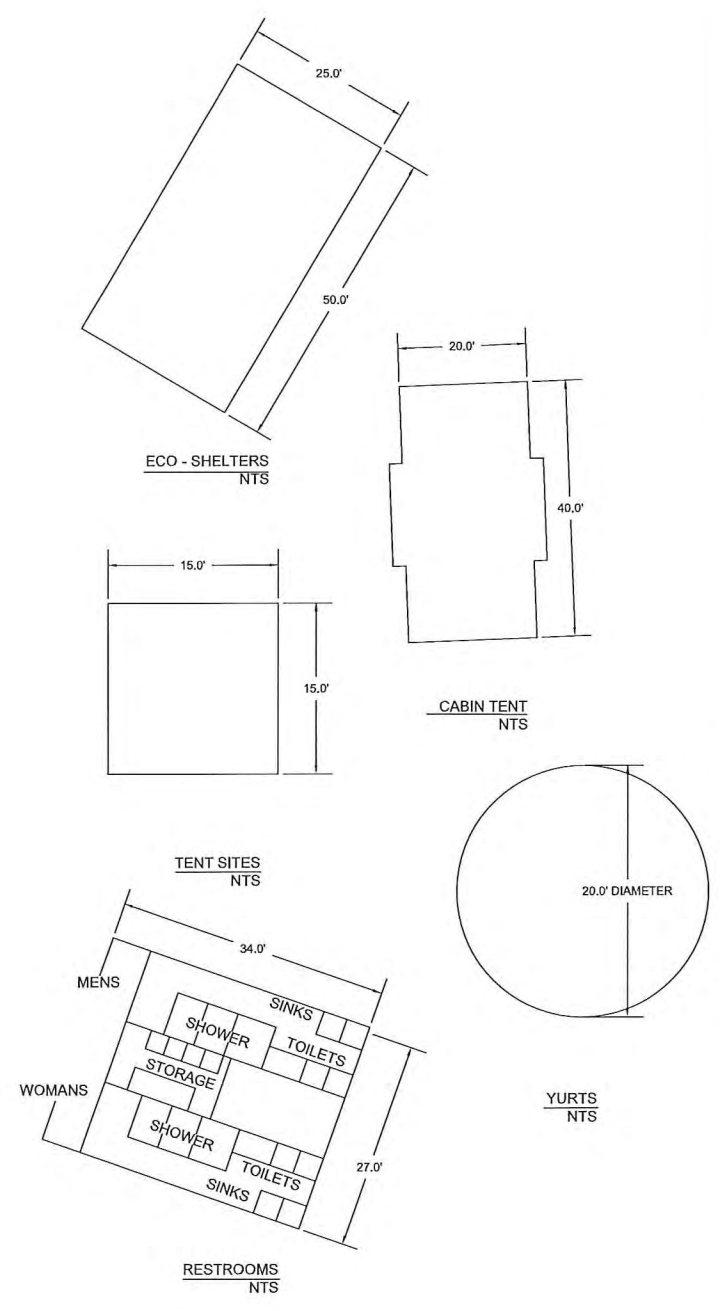 25.0'
50.0'
ECO - SHELTERS
NTS
20.0'
40.0'
CABIN TENT
NTS
15.0'
15.0'
TENT SITES
NTS
20.0' DIAMETER
YURTS
NTS
34.0'
MENS
SINKS
SHOWER
TOILETS
STORAGE
WOMANS
SHOWER
TOILETS
SINKS
27.0'
RESTROOMS
NTS